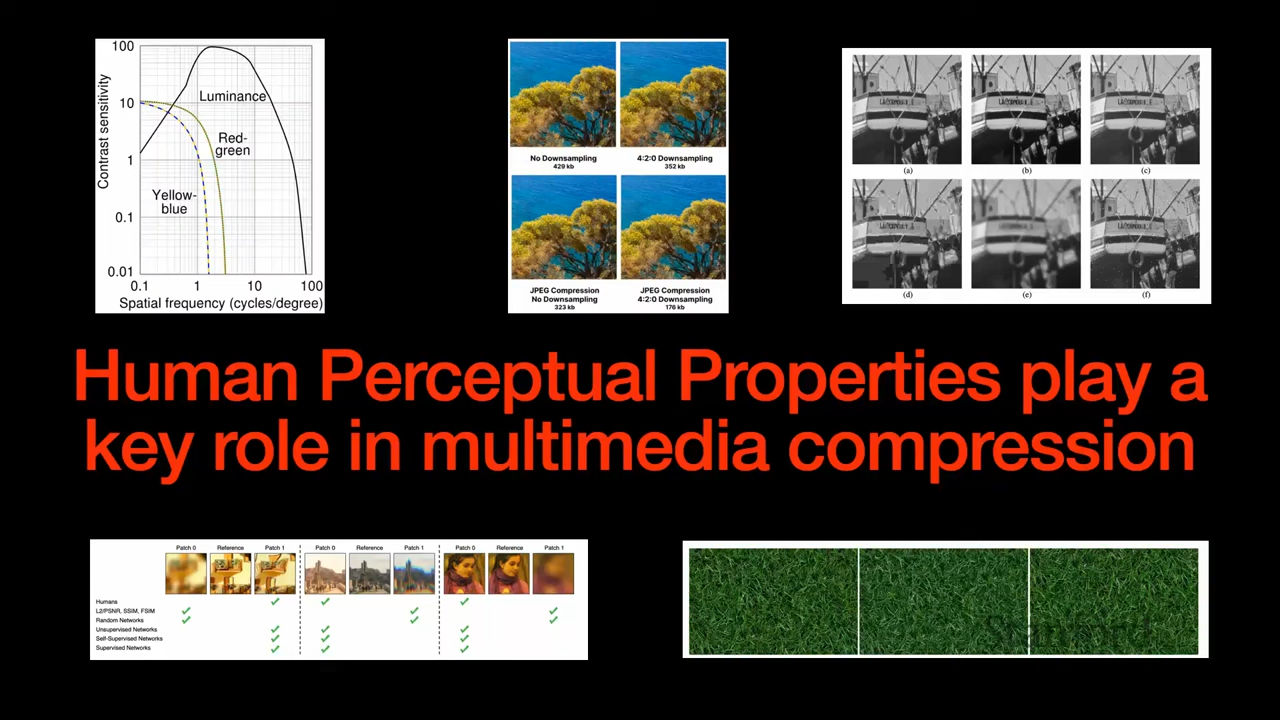 100
10
1
0.1
0.01
Contrast sensitivity
Luminance
Red-
green
Yellow-
blue
0.1 1 10 100
Spatial frequency (cycles/degree)
No Downsampling
429 kb
4:2:0 Downsampling
352 kb
JPEG Compression
No Downsampling
323 kb
JPEG Compression
4:2:0 Downsampling
176 kb
(a) (b) (c)
(d) (e) (f)
Human Perceptual Properties play a
key role in multimedia compression
Patch 0 Reference Patch 1 Patch 0 Reference Patch 1 Patch 0 Reference Patch 1
Humans
L2/PSNR, SSIM, FSIM
Random Networks
Unsupervised Networks
Self-Supervised Networks
Supervised Networks